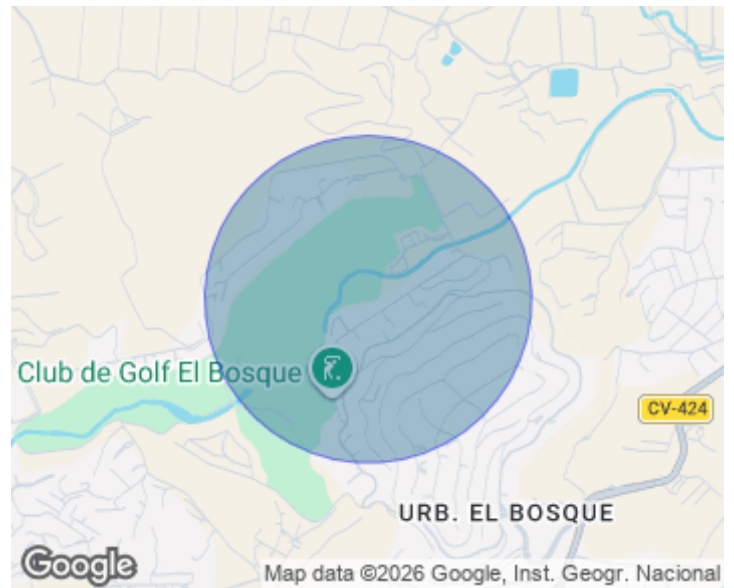 Club de Golf El Bosque
CV-424
URB. EL BOSQUE
Google
Map data ©2026 Google, Inst. Geogr. Nacional